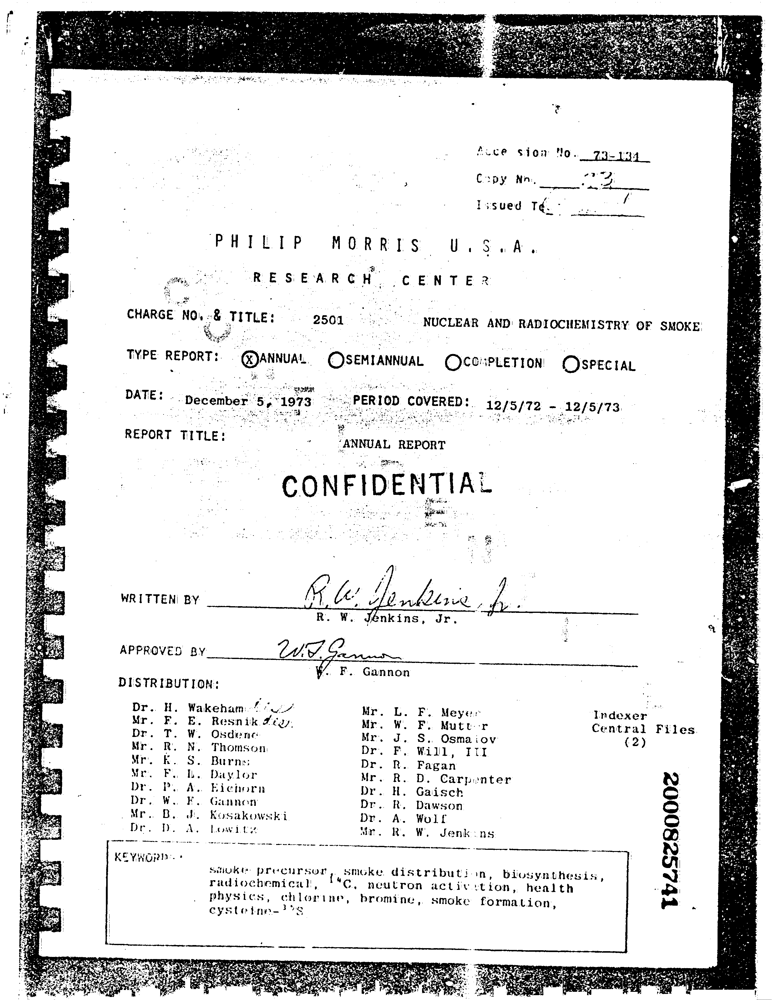 Accession No. 73-134
Copy No. 23
Issued To
PHILIP MORRIS U.S.A.
RESEARCH CENTER
CHARGE NO. & TITLE: 2501 NUCLEAR AND RADIOCHEMISTRY OF SMOKE
TYPE REPORT: (X) ANNUAL O SEMIANNUAL O COMPLETION O SPECIAL
DATE: December 5, 1973 PERIOD COVERED: 12/5/72 - 12/5/73
REPORT TITLE: ANNUAL REPORT
CONFIDENTIAL
WRITTEN BY R. W. Jenkins, Jr.
R. W. Jenkins, Jr.
APPROVED BY W. F. Gannon
W. F. Gannon
DISTRIBUTION:
Dr. H. Wakeham
Mr. F. E. Resnik
Dr. T. W. Osdene
Mr. R. N. Thomson
Mr. K. S. Burns
Mr. F. L. Daylor
Dr. P. A. Eichorn
Dr. W. F. Gannon
Mr. B. J. Kosakowski
Dr. D. A. Lowitz
Mr. L. F. Meyer
Mr. W. F. Mutter
Mr. J. S. Osmalov
Dr. F. Will, III
Dr. R. Fagan
Mr. R. D. Carpenter
Dr. H. Gaisch
Dr. R. Dawson
Dr. A. Wolf
Mr. R. W. Jenkins
Indexer
Central Files
(2)
KEYWORDS:
smoke precursor, smoke distribution, biosynthesis,
radiochemical, ¹⁴C, neutron activation, health
physics, chlorine, bromine, smoke formation,
cysteine-³⁵S
2000825741